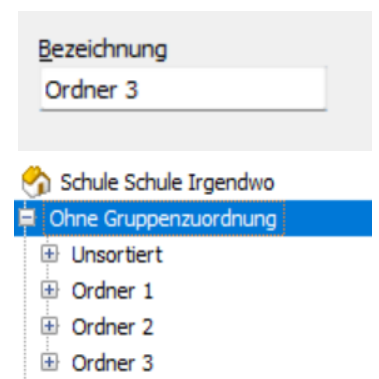 Bezeichnung
Ordner 3
Schule Schule Irgendwo
Ohne Gruppenzuordnung
Unsortiert
Ordner 1
Ordner 2
Ordner 3